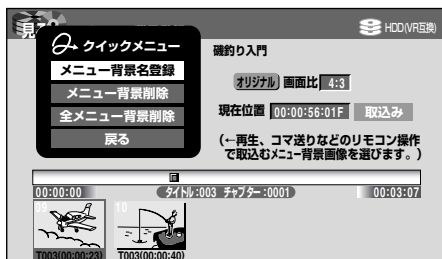 見
HDD(VR互換)
クイックメニュー
メニュー背景名登録
メニュー背景削除
全メニュー背景削除
戻る
磯釣り入門
オリジナル 画面比 4:3
現在位置 00:00:56:01F 取込み
(←再生、コマ送りなどのリモコン操作
で取込むメニュー背景画像を選びます。)
00:00:00 タイトル:003 チャプター:0001 00:03:07
09 10
T003(00:00:23) T003(00:00:40)